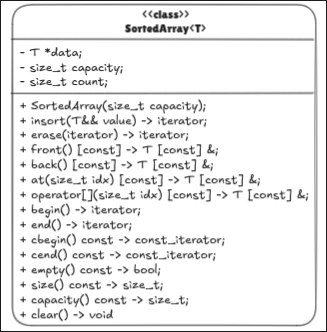 <<class>>
SortedArray<T>
- T *data;
- size_t capacity;
- size_t count;
+ SortedArray(size_t capacity);
+ insort(T&& value) -> iterator;
+ erase(iterator) -> iterator;
+ front() [const] -> T [const] &;
+ back() [const] -> T [const] &;
+ at(size_t idx) [const] -> T [const] &;
+ operator[](size_t idx) [const] -> T [const] &;
+ begin() -> iterator;
+ end() -> iterator;
+ cbegin() const -> const_iterator;
+ cend() const -> const_iterator;
+ empty() const -> bool;
+ size() const -> size_t;
+ capacity() const -> size_t;
+ clear() -> void